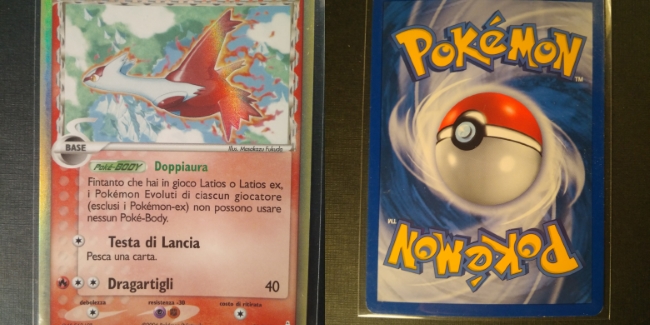 Illus. Masakazu Fukuda
BASE
Poké-BODY Doppiaura
Fintanto che hai in gioco Latios o Latios ex,
i Pokémon Evoluti di ciascun giocatore
(esclusi i Pokémon-ex) non possono usare
nessun Poké-Body.
Testa di Lancia
Pesca una carta.
Dragartigli 40
debolezza resistenza -30 costo di ritirata
POKéMON
TM
POKéMON
TM